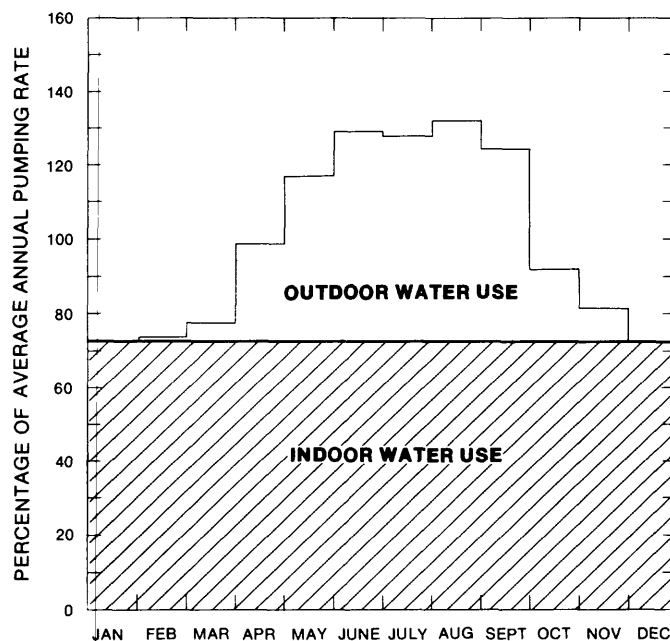 PERCENTAGE OF AVERAGE ANNUAL PUMPING RATE
160
140
120
100
80
60
40
20
0
OUTDOOR WATER USE
INDOOR WATER USE
JAN FEB MAR APR MAY JUNE JULY AUG SEPT OCT NOV DEC